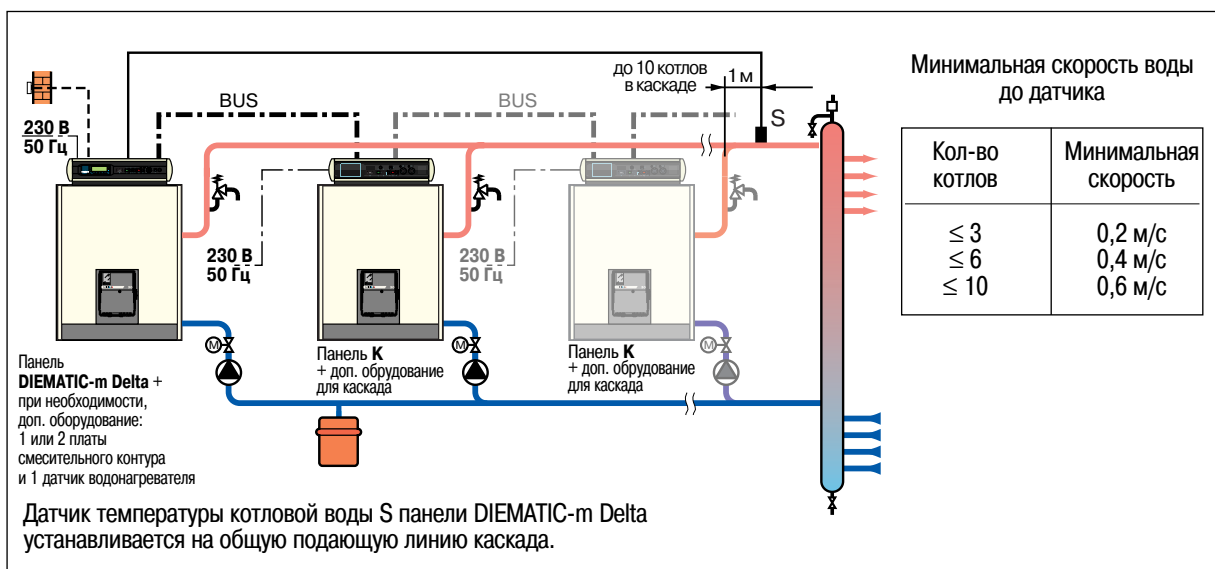 до 10 котлов
в каскаде
1 м
S
BUS
BUS
230 В
50 Гц
230 В
50 Гц
230 В
50 Гц
M
M
M
Панель
DIEMATIC-m Delta +
при необходимости,
доп. оборудование:
1 или 2 платы
смесительного контура
и 1 датчик водонагревателя
Панель К
+ доп. обрудование
для каскада
Панель К
+ доп. обрудование
для каскада
Датчик температуры котловой воды S панели DIEMATIC-m Delta
устанавливается на общую подающую линию каскада.
Минимальная скорость воды
до датчика
Кол-во котлов
Минимальная скорость
≤ 3 0,2 м/с
≤ 6 0,4 м/с
≤ 10 0,6 м/с